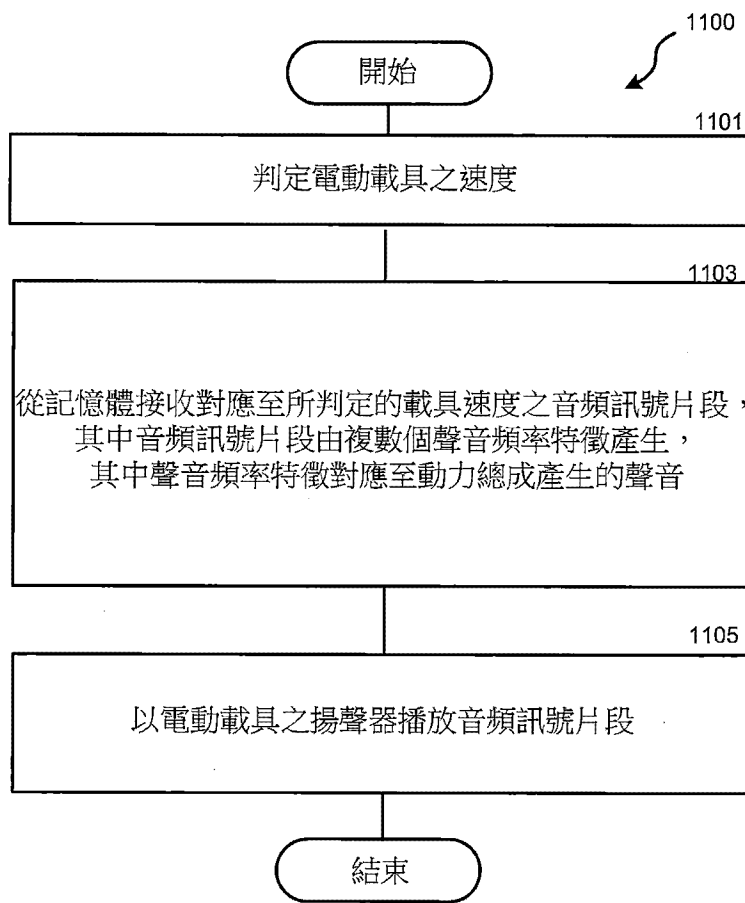 1100
開始
1101
判定電動載具之速度
1103
從記憶體接收對應至所判定的載具速度之音頻訊號片段，
其中音頻訊號片段由複數個聲音頻率特徵產生，
其中聲音頻率特徵對應至動力總成產生的聲音
1105
以電動載具之揚聲器播放音頻訊號片段
結束